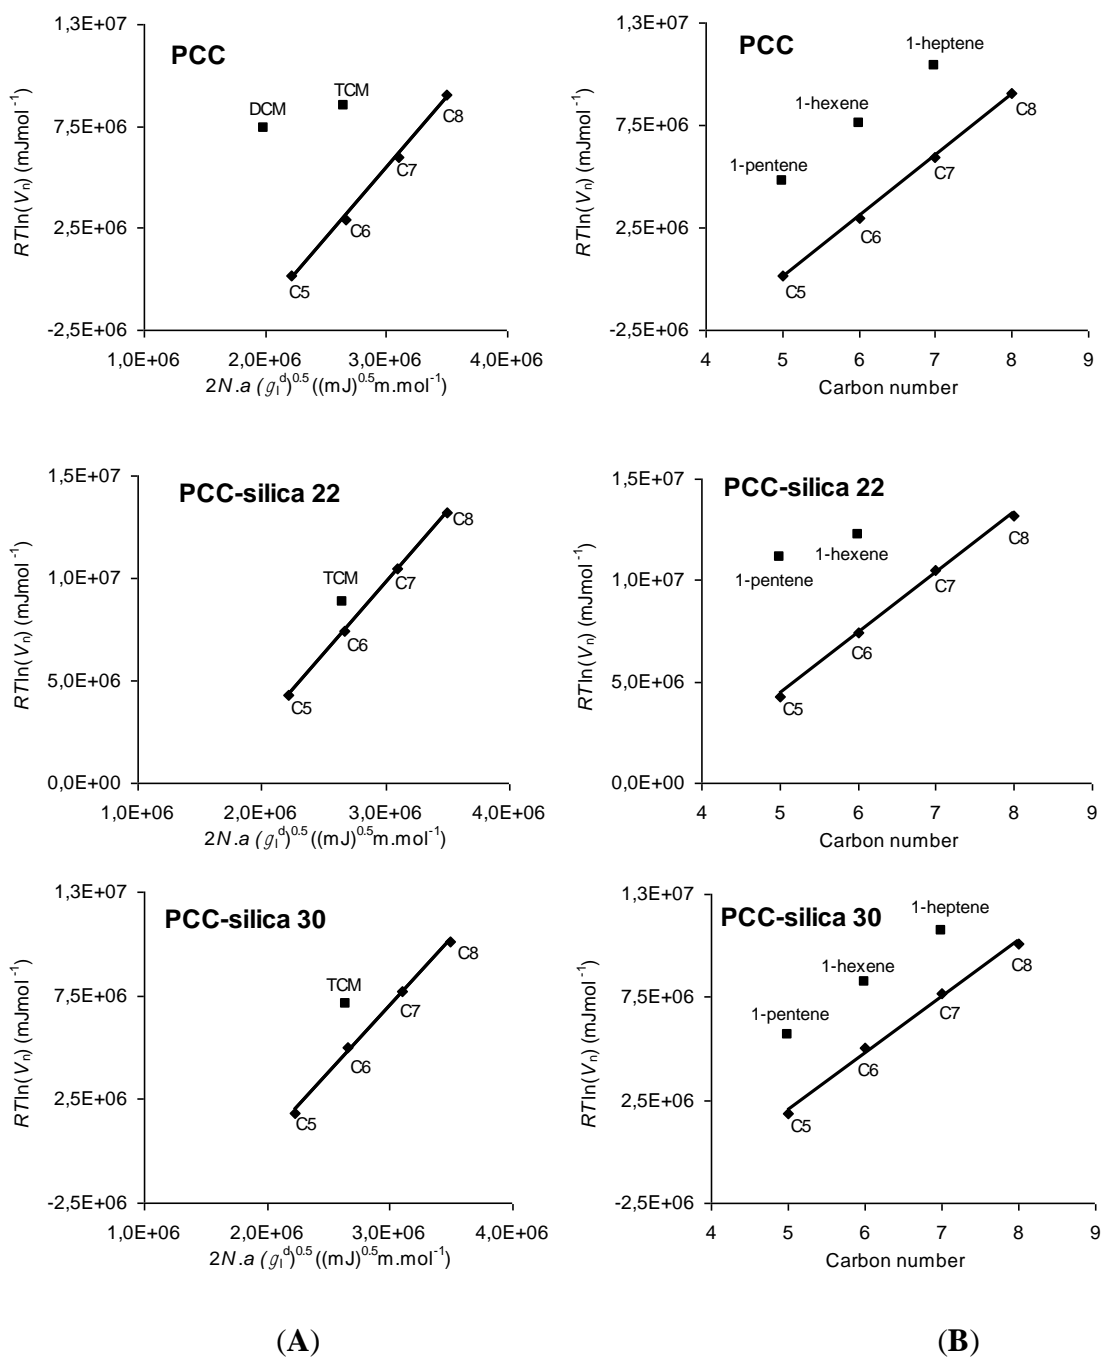 PCC
1,3E+07
7,5E+06
2,5E+06
-2,5E+06
1,0E+06 2,0E+06 3,0E+06 4,0E+06
RTln(Vn) (mJmol-1)
2N.a (gld)0.5 ((mJ)0.5m.mol-1)
DCM
TCM
C8
C7
C6
C5
PCC
1,3E+07
7,5E+06
2,5E+06
-2,5E+06
4 5 6 7 8 9
RTln(Vn) (mJmol-1)
Carbon number
1-heptene
1-hexene
1-pentene
C8
C7
C6
C5
PCC-silica 22
1,5E+07
1,0E+07
5,0E+06
0,0E+00
1,0E+06 2,0E+06 3,0E+06 4,0E+06
RTln(Vn) (mJmol-1)
2N.a (gld)0.5 ((mJ)0.5m.mol-1)
TCM
C8
C7
C6
C5
PCC-silica 22
1,5E+07
1,0E+07
5,0E+06
0,0E+00
4 5 6 7 8 9
RTln(Vn) (mJmol-1)
Carbon number
1-hexene
1-pentene
C8
C7
C6
C5
PCC-silica 30
1,3E+07
7,5E+06
2,5E+06
-2,5E+06
1,0E+06 2,0E+06 3,0E+06 4,0E+06
RTln(Vn) (mJmol-1)
2N.a (gld)0.5 ((mJ)0.5m.mol-1)
TCM
C8
C7
C6
C5
PCC-silica 30
1,3E+07
7,5E+06
2,5E+06
-2,5E+06
4 5 6 7 8 9
RTln(Vn) (mJmol-1)
Carbon number
1-heptene
1-hexene
1-pentene
C8
C7
C6
C5
(A) (B)